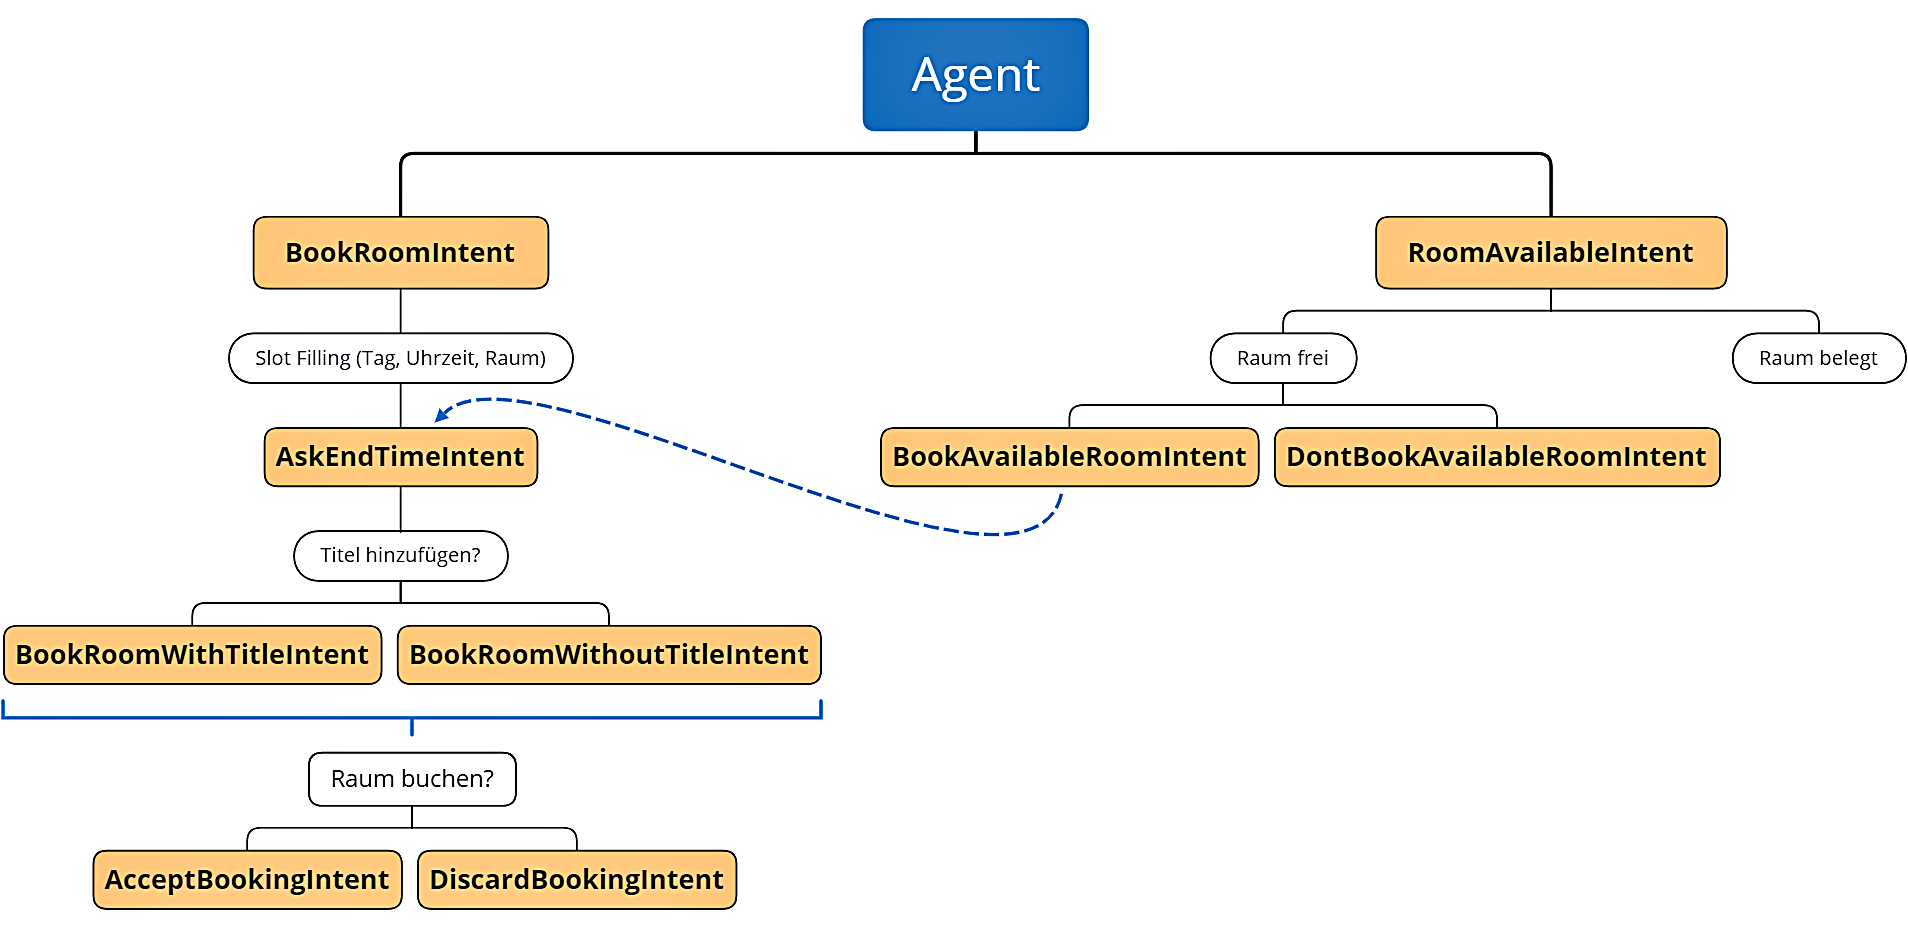 Agent
BookRoomIntent
RoomAvailableIntent
Slot Filling (Tag, Uhrzeit, Raum)
Raum frei
Raum belegt
AskEndTimeIntent
BookAvailableRoomIntent
DontBookAvailableRoomIntent
Titel hinzufügen?
BookRoomWithTitleIntent
BookRoomWithoutTitleIntent
Raum buchen?
AcceptBookingIntent
DiscardBookingIntent